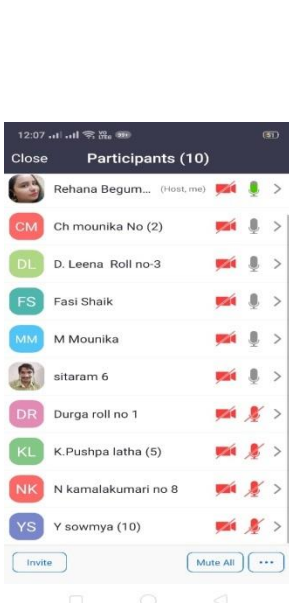 12:07
Close Participants (10)
Rehana Begum... (Host, me)
CM Ch mounika No (2)
DL D. Leena Roll no-3
FS Fasi Shaik
MM M Mounika
sitaram 6
DR Durga roll no 1
KL K.Pushpa latha (5)
NK N kamalakumari no 8
YS Y sowmya (10)
Invite Mute All ...